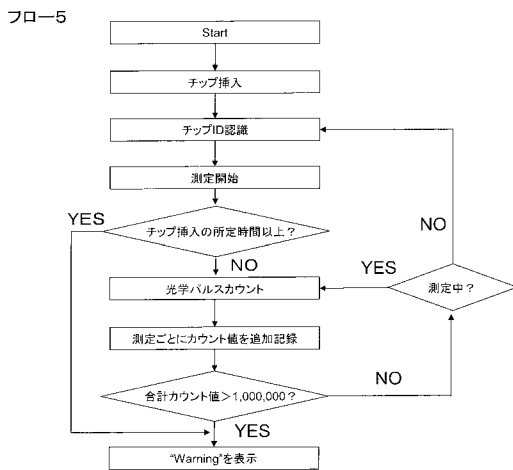 フロー5
Start
チップ挿入
チップID認識
測定開始
YES
チップ挿入の所定時間以上？
NO
NO
光学パルスカウント
YES
測定中？
測定ごとにカウント値を追加記録
合計カウント値＞1,000,000？
NO
YES
“Warning”を表示